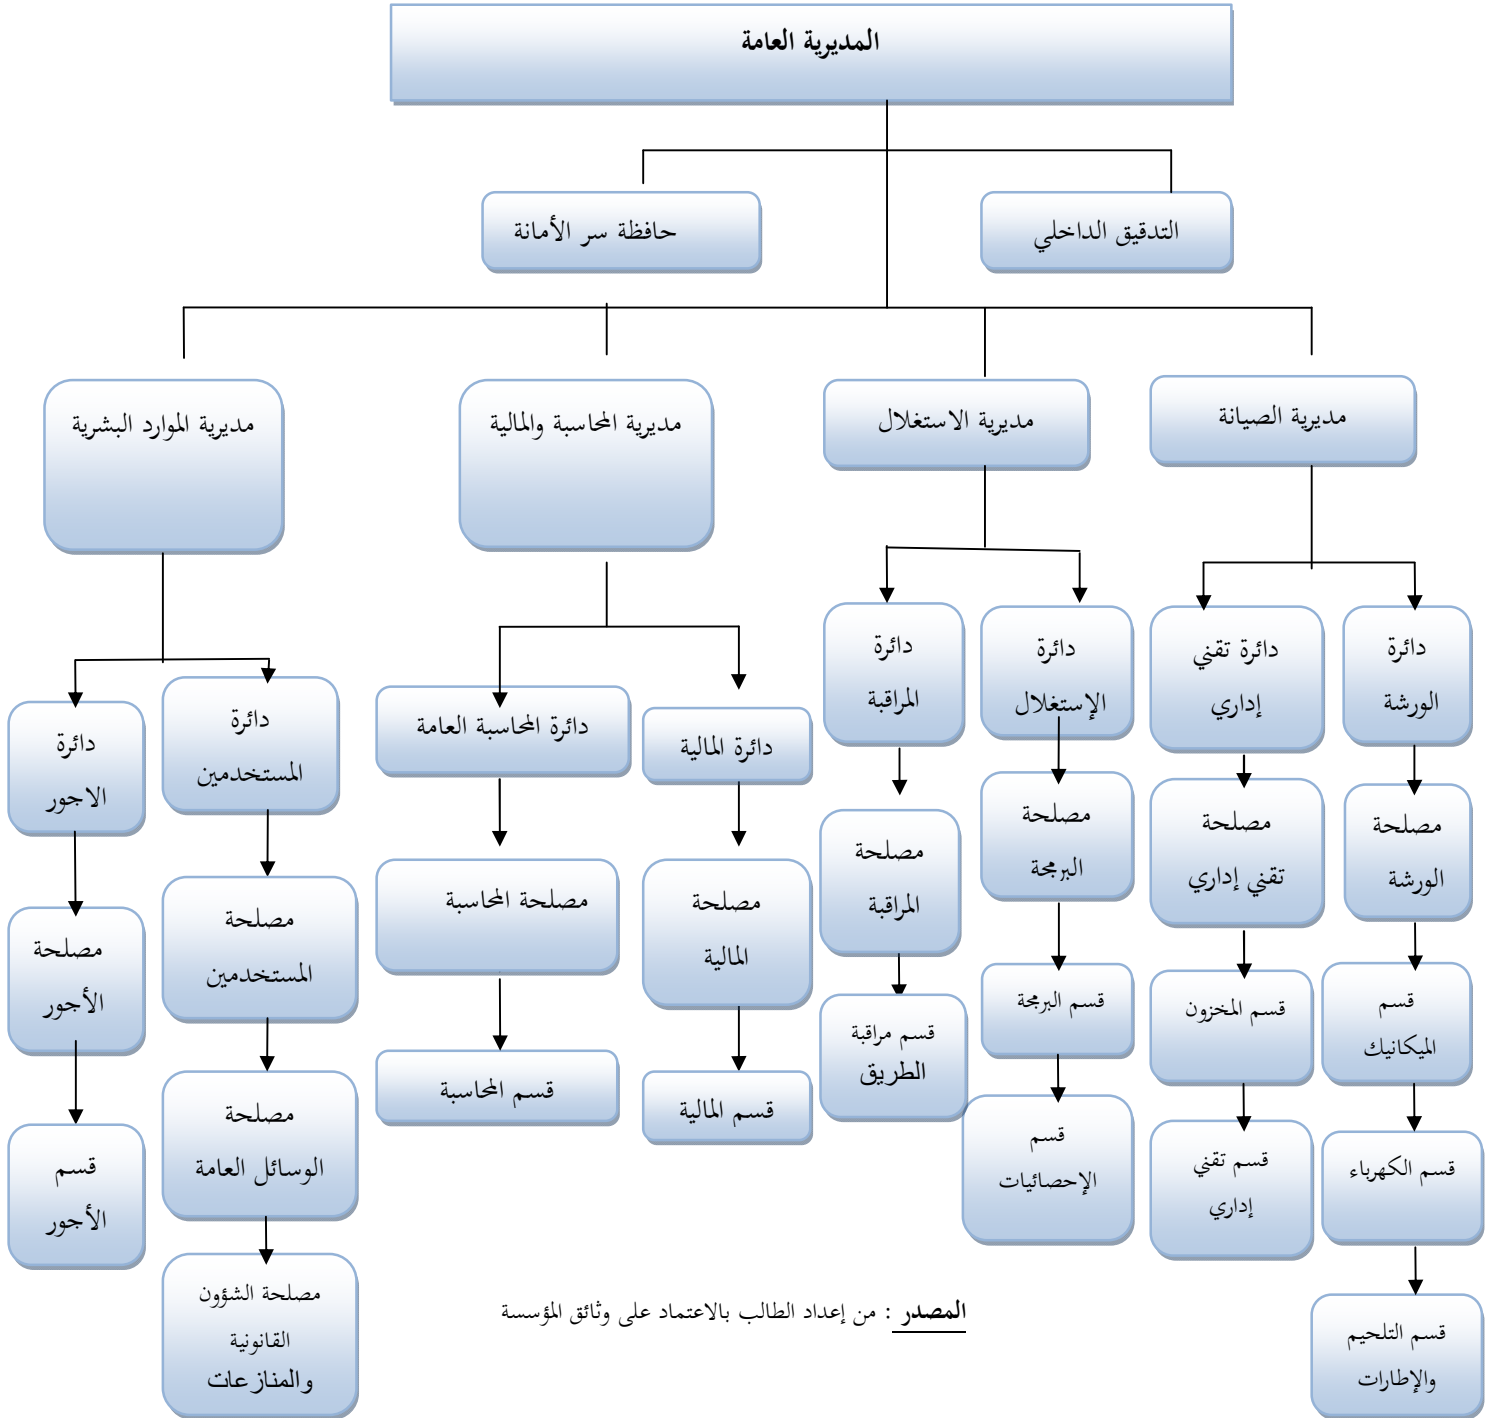 المديرية العامة
التدقيق الداخلي
حافظة سر الأمانة
مديرية الصيانة
مديرية الاستغلال
مديرية المحاسبة والمالية
مديرية الموارد البشرية
دائرة
الورشة
دائرة تقني
إداري
دائرة
الإستغلال
دائرة
المراقبة
دائرة المالية
دائرة المحاسبة العامة
دائرة
المستخدمين
دائرة
الاجور
مصلحة
الورشة
مصلحة
تقني إداري
مصلحة
البرمجة
مصلحة
المراقبة
مصلحة
المالية
مصلحة المحاسبة
مصلحة
المستخدمين
مصلحة
الأجور
قسم
الميكانيك
قسم المخزون
قسم البرمجة
قسم مراقبة
الطريق
قسم المالية
قسم المحاسبة
مصلحة
الوسائل العامة
قسم
الأجور
قسم الكهرباء
قسم تقني
إداري
قسم
الإحصائيات
مصلحة الشؤون
القانونية
والمنازعات
قسم التلحيم
والإطارات
المصدر : من إعداد الطالب بالاعتماد على وثائق المؤسسة